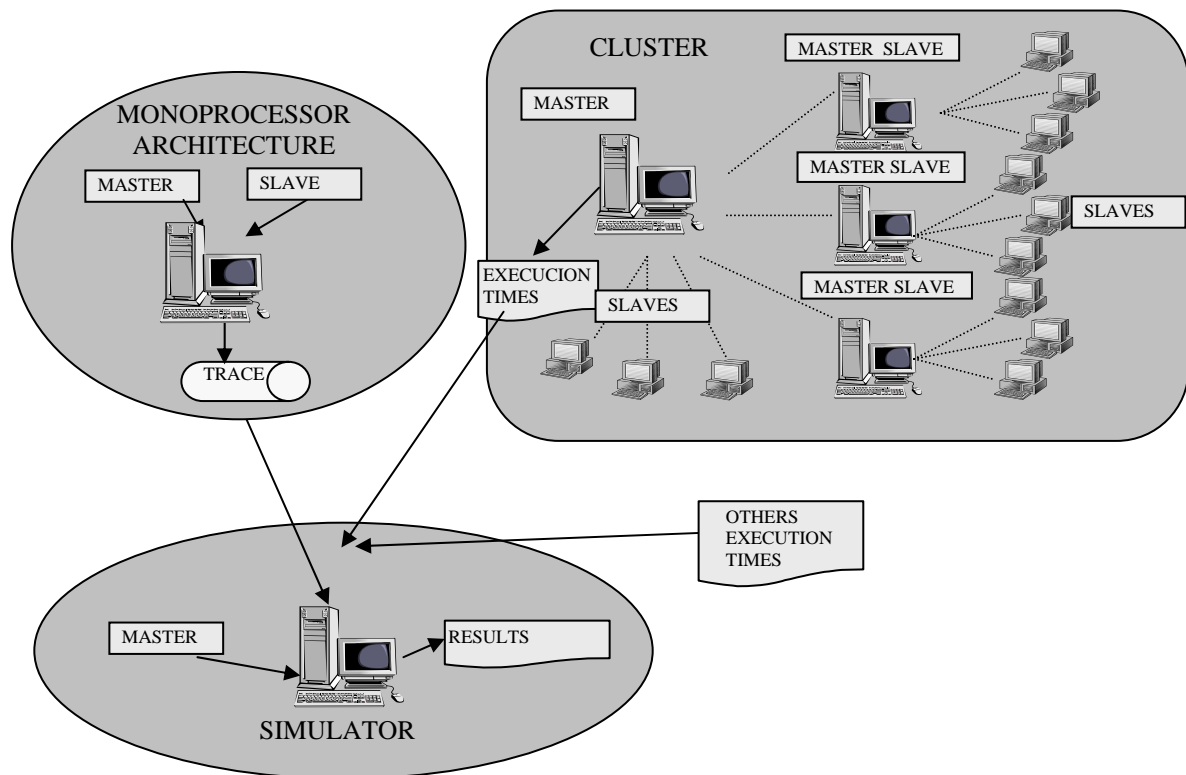 CLUSTER
MASTER SLAVE
MASTER
MONOPROCESSOR
ARCHITECTURE
MASTER
SLAVE
MASTER SLAVE
SLAVES
EXECUCION
TIMES
SLAVES
MASTER SLAVE
TRACE
OTHERS
EXECUTION
TIMES
MASTER
RESULTS
SIMULATOR